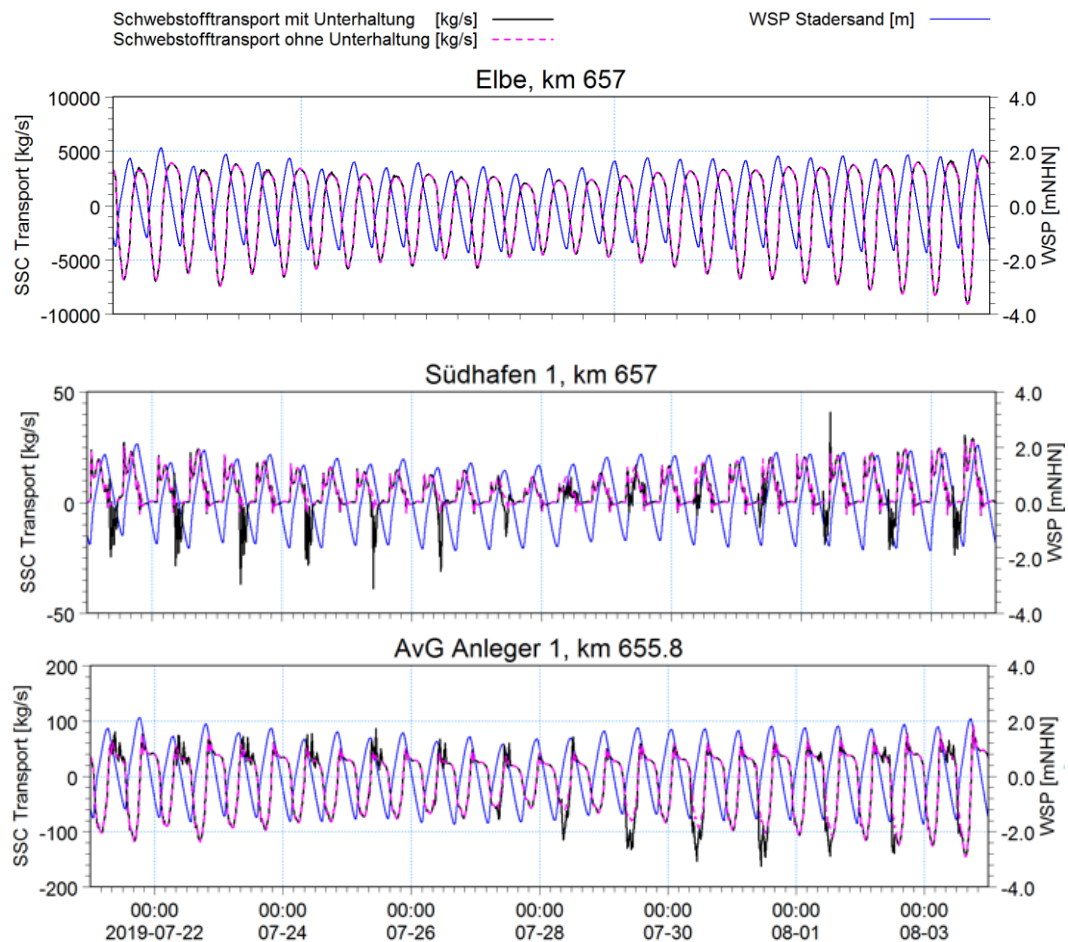 Schwebstofftransport mit Unterhaltung [kg/s] WSP Stadersand [m]
Schwebstofftransport ohne Unterhaltung [kg/s]
Elbe, km 657
SSC Transport [kg/s]
10000
5000
0
-5000
-10000
4.0
2.0
0.0
-2.0
-4.0
WSP [mNHN]
Südhafen 1, km 657
SSC Transport [kg/s]
50
0
-50
4.0
2.0
0.0
-2.0
-4.0
WSP [mNHN]
AvG Anleger 1, km 655.8
SSC Transport [kg/s]
200
100
0
-100
-200
4.0
2.0
0.0
-2.0
-4.0
WSP [mNHN]
00:00 00:00 00:00 00:00 00:00 00:00 00:00
2019-07-22 07-24 07-26 07-28 07-30 08-01 08-03